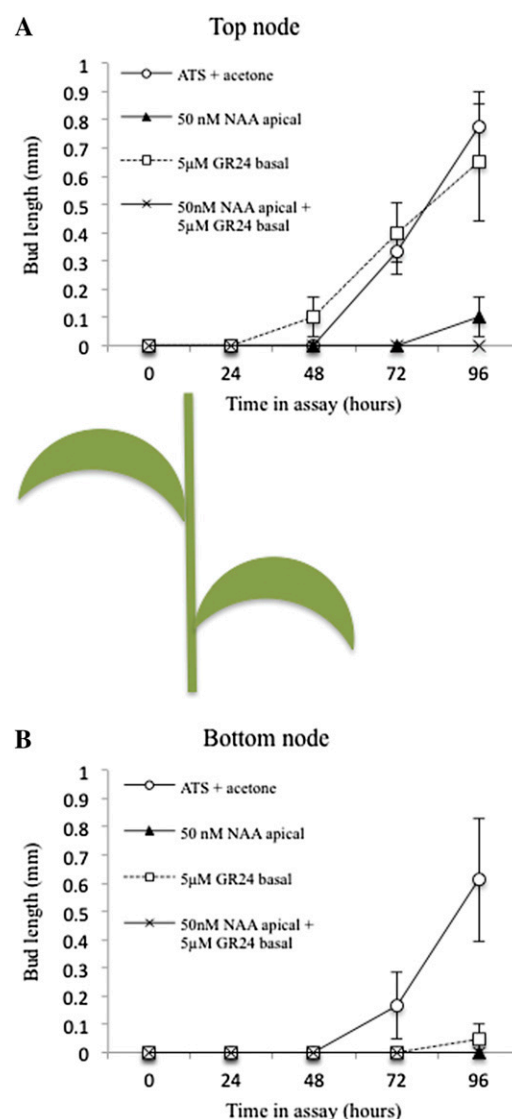 A
Top node
Bud length (mm)
1
0.9
0.8
0.7
0.6
0.5
0.4
0.3
0.2
0.1
0
ATS + acetone
50 nM NAA apical
5μM GR24 basal
50nM NAA apical +
5μM GR24 basal
0 24 48 72 96
Time in assay (hours)
B
Bottom node
Bud length (mm)
1
0.9
0.8
0.7
0.6
0.5
0.4
0.3
0.2
0.1
0
ATS + acetone
50 nM NAA apical
5μM GR24 basal
50nM NAA apical +
5μM GR24 basal
0 24 48 72 96
Time in assay (hours)